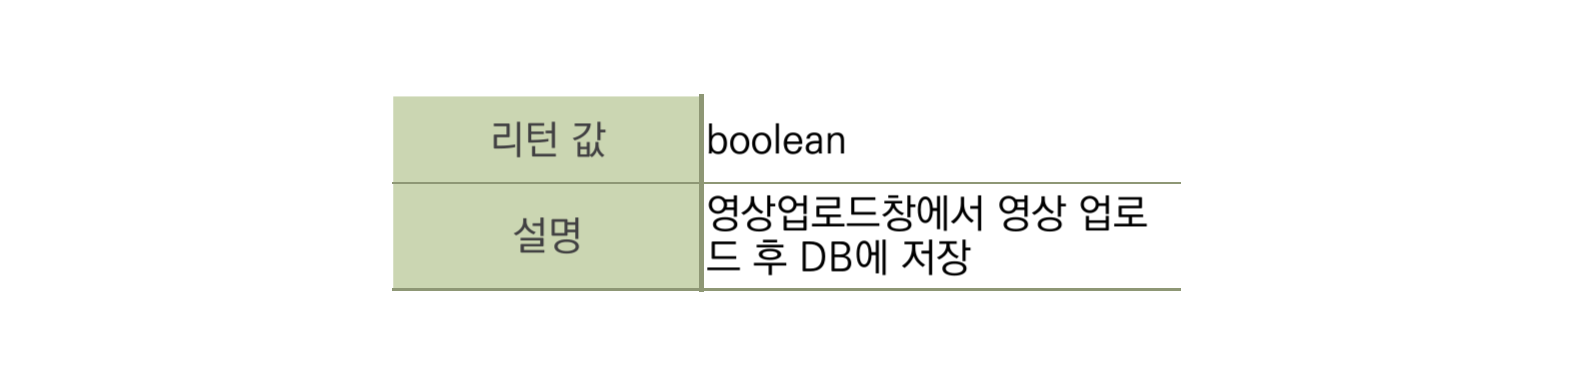 리턴 값
boolean
설명
영상업로드창에서 영상 업로
드 후 DB에 저장